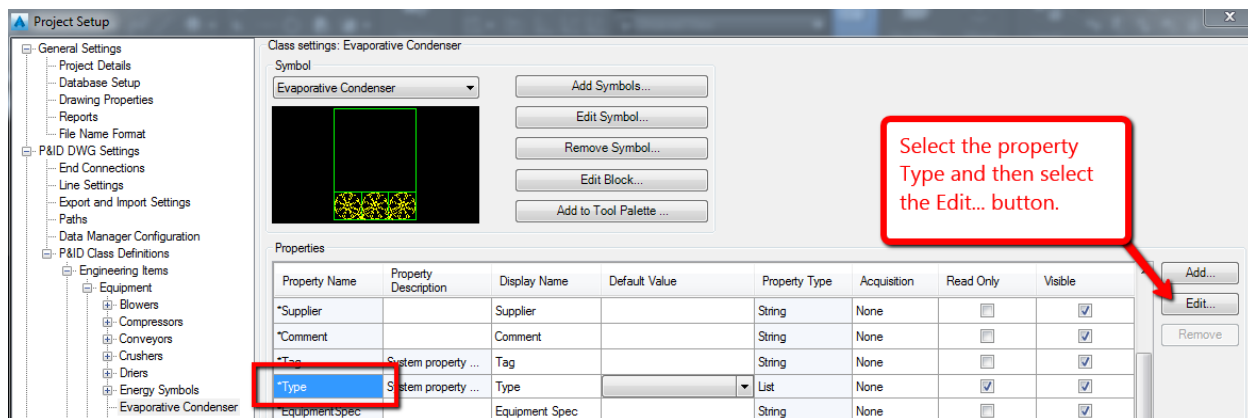 Project Setup
X
General Settings
Project Details
Database Setup
Drawing Properties
Reports
File Name Format
P&ID DWG Settings
End Connections
Line Settings
Export and Import Settings
Paths
Data Manager Configuration
P&ID Class Definitions
Engineering Items
Equipment
Blowers
Compressors
Conveyors
Crushers
Driers
Energy Symbols
Evaporative Condenser
Class settings: Evaporative Condenser
Symbol
Evaporative Condenser
Add Symbols...
Edit Symbol...
Remove Symbol...
Edit Block...
Add to Tool Palette ...
Select the property
Type and then select
the Edit... button.
Properties
Property Name Property Description Display Name Default Value Property Type Acquisition Read Only Visible
*Supplier Supplier String None
*Comment Comment String None
*Tag System property ... Tag String None
*Type System property ... Type List None
*EquipmentSpec Equipment Spec String None
Add...
Edit...
Remove